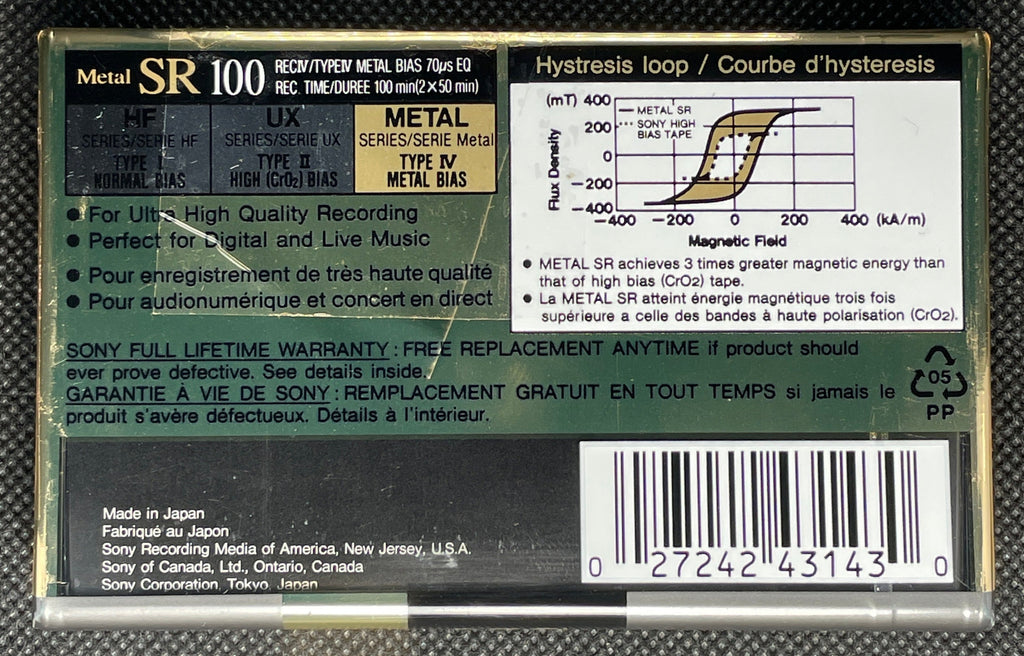 Metal SR 100 RECIV/TYPEIV METAL BIAS 70µs EQ
REC. TIME/DUREE 100 min(2×50 min)
HF
SERIES/SERIE HF
TYPE I
NORMAL BIAS
UX
SERIES/SERIE UX
TYPE II
HIGH (CrO2) BIAS
METAL
SERIES/SERIE Metal
TYPE IV
METAL BIAS
● For Ultra High Quality Recording
● Perfect for Digital and Live Music
● Pour enregistrement de très haute qualité
● Pour audionumérique et concert en direct
Hystresis loop / Courbe d'hysteresis
(mT) 400
200
0
−200
−400
Flux Density
METAL SR
SONY HIGH
BIAS TAPE
−400 −200 0 200 400 (kA/m)
Magnetic Field
● METAL SR achieves 3 times greater magnetic energy than
that of high bias (CrO2) tape.
● La METAL SR atteint énergie magnétique trois fois
supérieure a celle des bandes à haute polarisation (CrO2).
SONY FULL LIFETIME WARRANTY : FREE REPLACEMENT ANYTIME if product should
ever prove defective. See details inside.
GARANTIE À VIE DE SONY : REMPLACEMENT GRATUIT EN TOUT TEMPS si jamais le
produit s'avère défectueux. Détails à l'intérieur.
05
PP
Made in Japan
Fabriqué au Japon
Sony Recording Media of America, New Jersey, U.S.A.
Sony of Canada, Ltd., Ontario, Canada
Sony Corporation, Tokyo, Japan
0 27242 43143 0